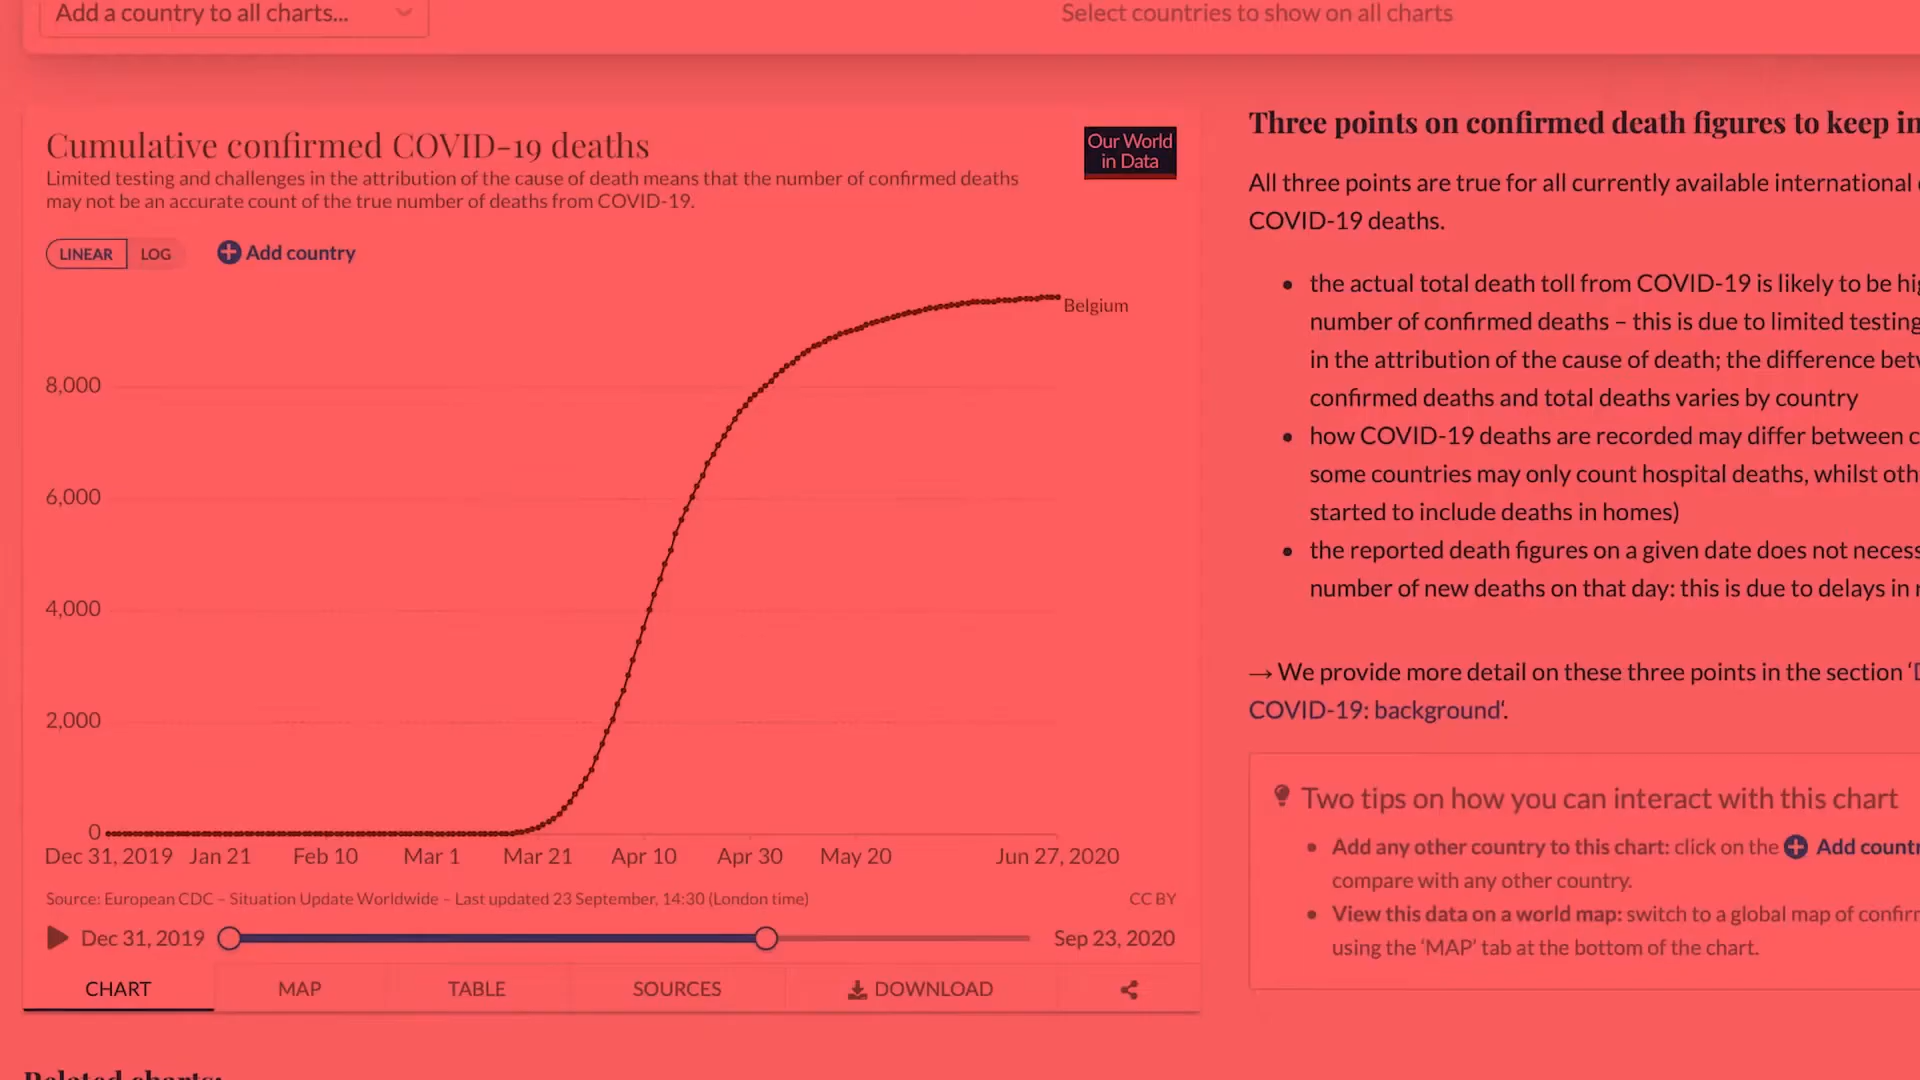 Add a country to all charts...
Select countries to show on all charts
Cumulative confirmed COVID-19 deaths
Limited testing and challenges in the attribution of the cause of death means that the number of confirmed deaths
may not be an accurate count of the true number of deaths from COVID-19.
Our World
in Data
LINEAR LOG Add country
Belgium
8,000
6,000
4,000
2,000
0
Dec 31, 2019 Jan 21 Feb 10 Mar 1 Mar 21 Apr 10 Apr 30 May 20 Jun 27, 2020
Source: European CDC – Situation Update Worldwide – Last updated 23 September, 14:30 (London time) CC BY
Dec 31, 2019 Sep 23, 2020
CHART MAP TABLE SOURCES DOWNLOAD
Three points on confirmed death figures to keep in
All three points are true for all currently available international
COVID-19 deaths.
the actual total death toll from COVID-19 is likely to be
number of confirmed deaths – this is due to limited testing
in the attribution of the cause of death; the difference
confirmed deaths and total deaths varies by country
how COVID-19 deaths are recorded may differ between
some countries may only count hospital deaths, whilst
started to include deaths in homes)
the reported death figures on a given date does not
number of new deaths on that day: this is due to delays in
→ We provide more detail on these three points in the section ‘
COVID-19: background‘.
Two tips on how you can interact with this chart
Add any other country to this chart: click on the Add
compare with any other country.
View this data on a world map: switch to a global map of
using the ‘MAP’ tab at the bottom of the chart.
Related charts: